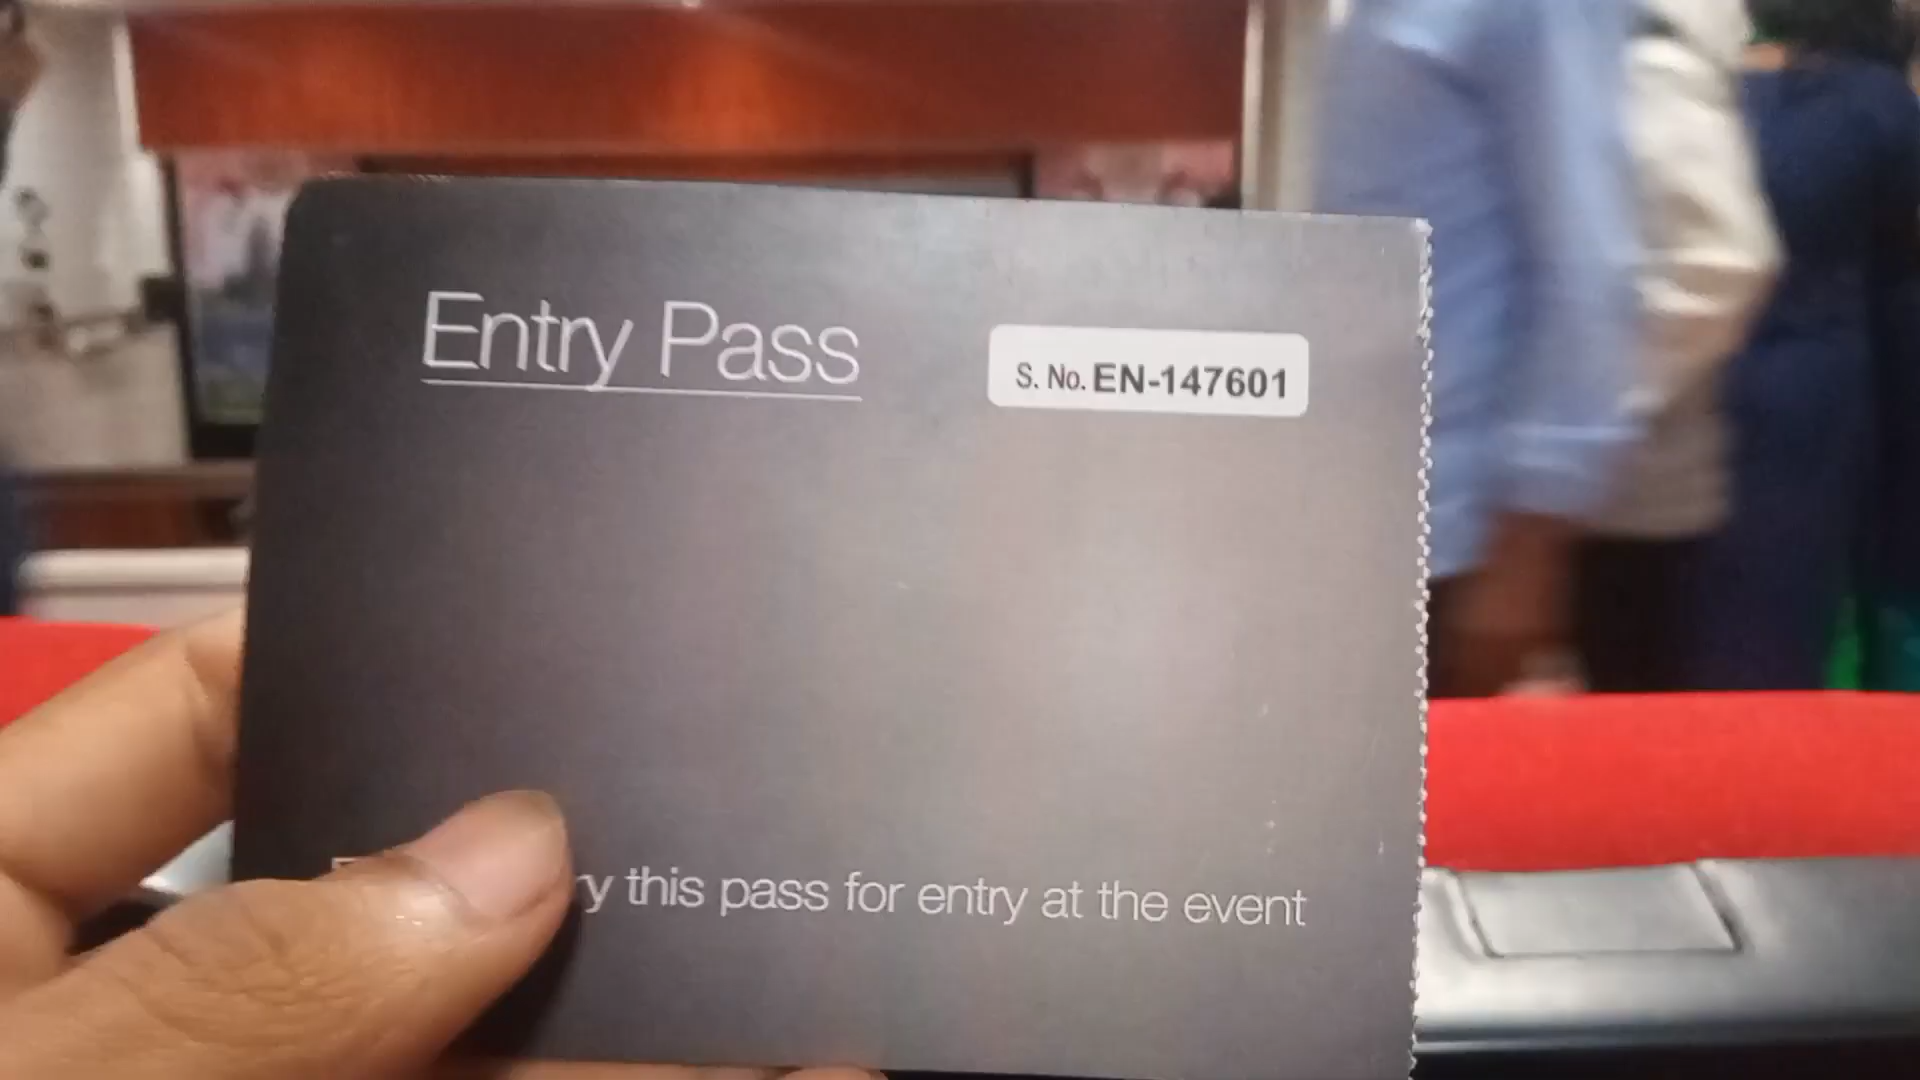 Entry Pass
S. No. EN-147601
this pass for entry at the event